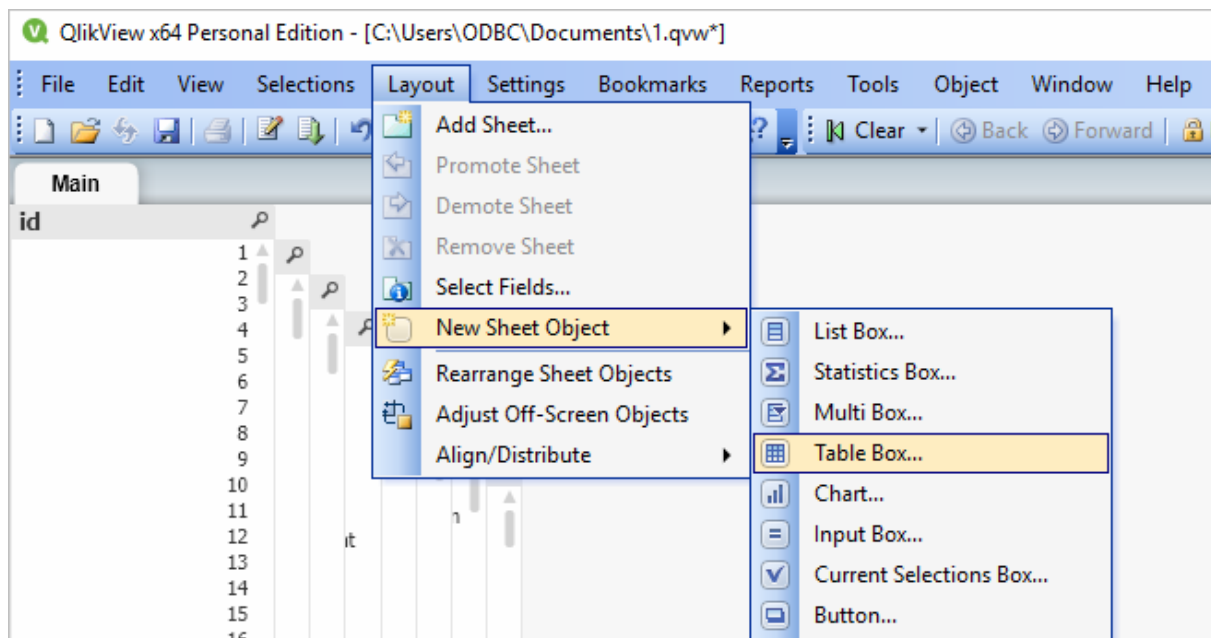 QlikView x64 Personal Edition - [C:\Users\ODBC\Documents\1.qvw*]
File Edit View Selections Layout Settings Bookmarks Reports Tools Object Window Help
Clear Back Forward
Main
id
1
2
3
4
5
6
7
8
9
10
11
12
13
14
15
Add Sheet...
Promote Sheet
Demote Sheet
Remove Sheet
Select Fields...
New Sheet Object
Rearrange Sheet Objects
Adjust Off-Screen Objects
Align/Distribute
List Box...
Statistics Box...
Multi Box...
Table Box...
Chart...
Input Box...
Current Selections Box...
Button...